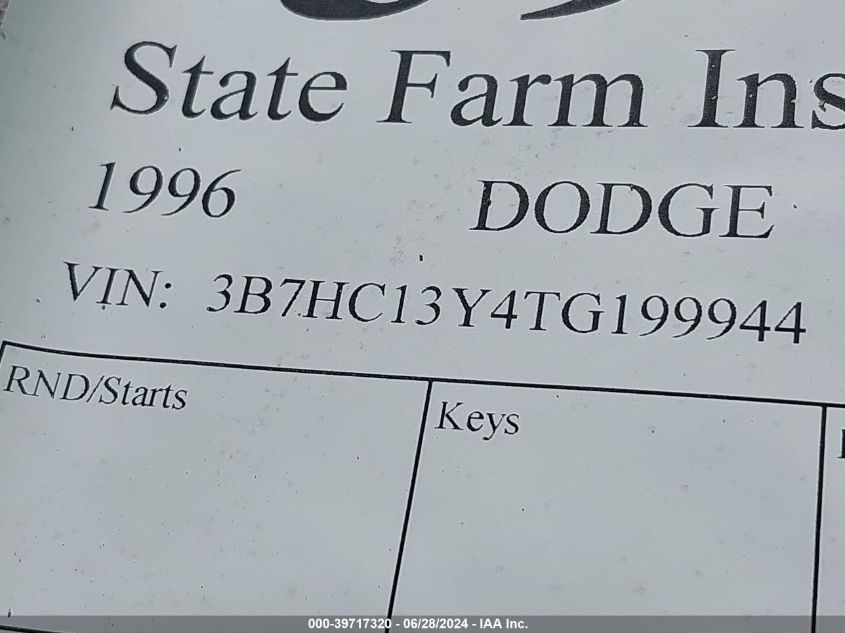 State Farm Ins
1996 DODGE
VIN: 3B7HC13Y4TG199944
RND/Starts Keys
000-39717320 - 06/28/2024 - IAA Inc.